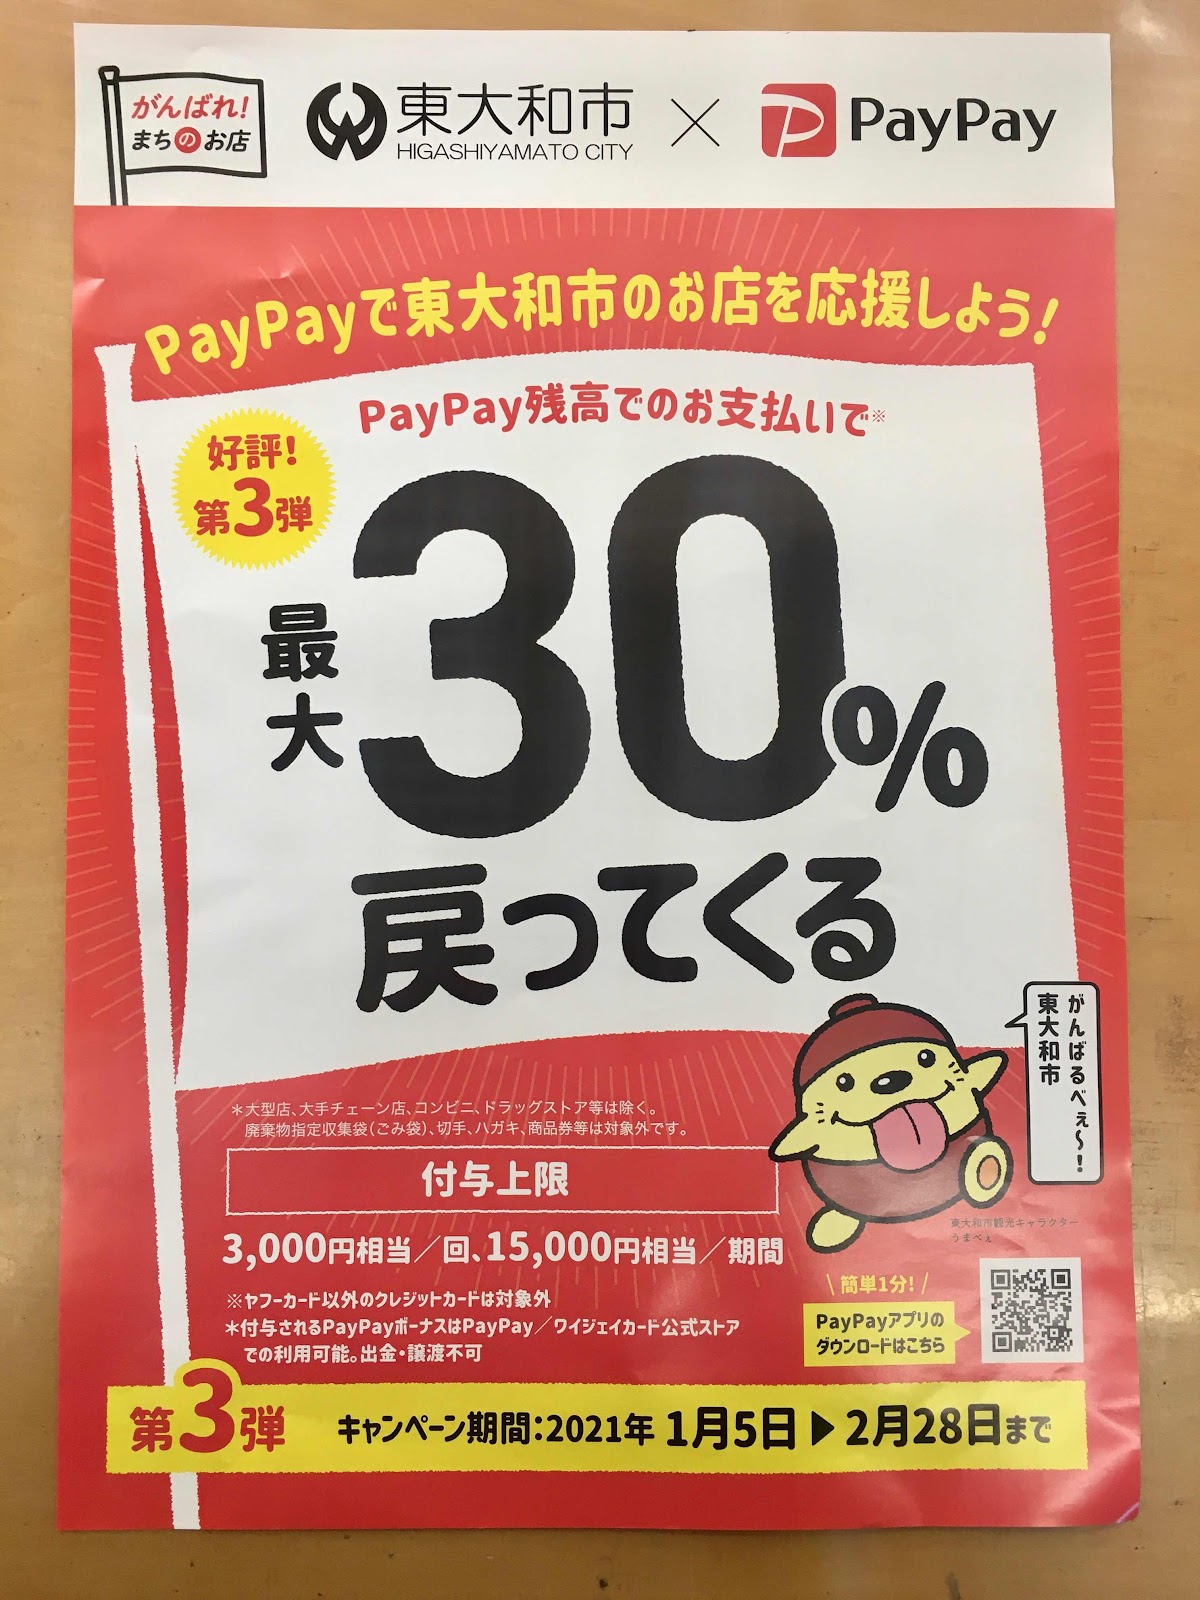 がんばれ！
まちのお店
東大和市
HIGASHIYAMATO CITY
×
PayPay
PayPayで東大和市のお店を応援しよう！
PayPay残高でのお支払いで※
好評！
第3弾
最大
30%
戻ってくる
がんばるべぇ〜！
東大和市
＊大型店、大手チェーン店、コンビニ、ドラッグストア等は除く。
廃棄物指定収集袋（ごみ袋）、切手、ハガキ、商品券等は対象外です。
付与上限
3,000円相当／回、15,000円相当／期間
東大和市観光キャラクター
うまべぇ
※ヤフーカード以外のクレジットカードは対象外
＊付与されるPayPayボーナスはPayPay／ワイジェイカード公式ストア
での利用可能。出金・譲渡不可
\ 簡単1分！ /
PayPayアプリの
ダウンロードはこちら
第3弾
キャンペーン期間：2021年 1月5日▶2月28日まで